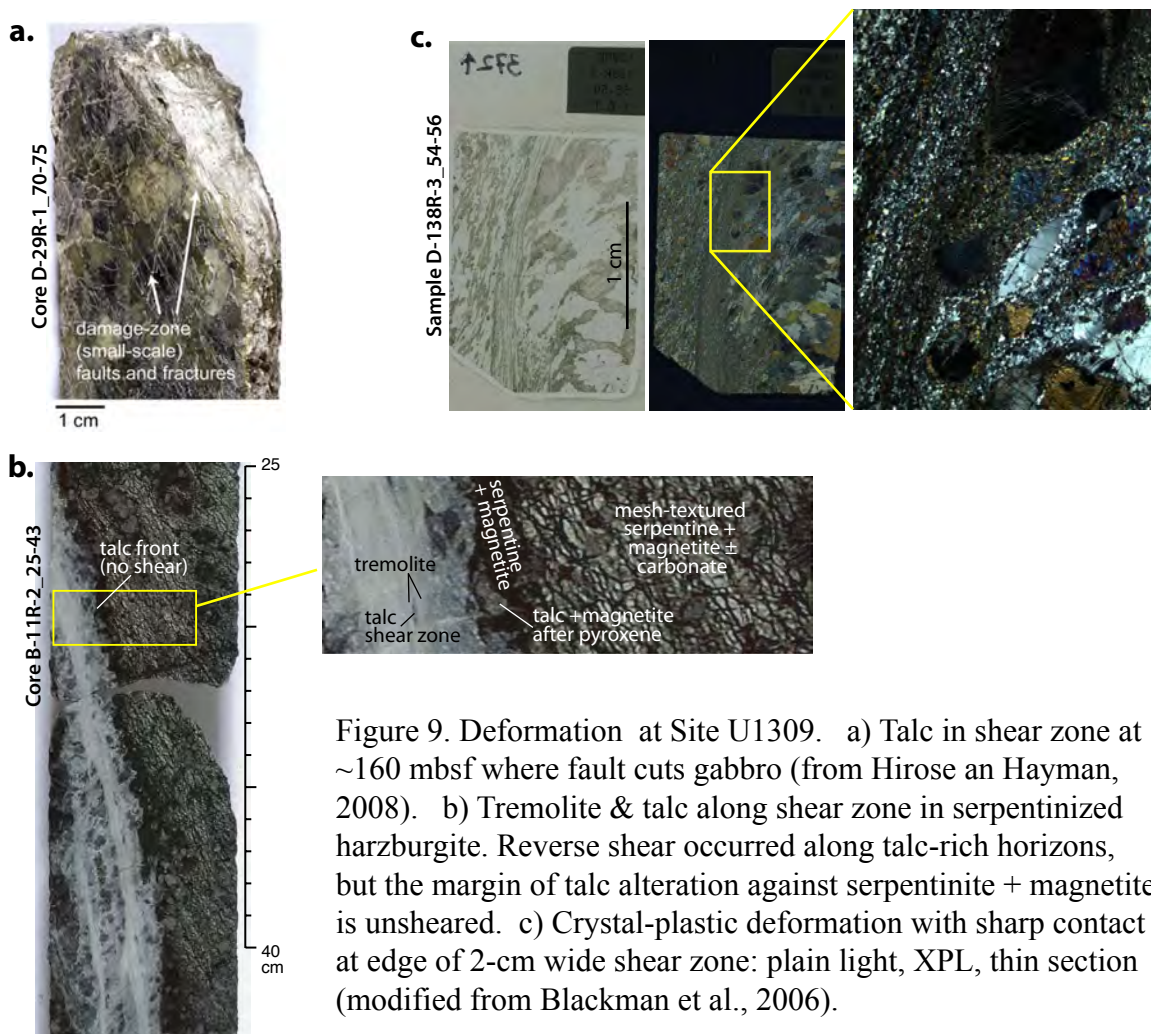 a.
Core D-29R-1_70-75
damage-zone
(small-scale)
faults and fractures
1 cm
c.
372↑
Sample D-138R-3_54-56
1 cm
b.
Core B-11R-2_25-43
25
talc front
(no shear)
40
cm
tremolite
talc
shear zone
serpentine
+ magnetite
mesh-textured
serpentine +
magnetite ±
carbonate
talc +magnetite
after pyroxene
Figure 9. Deformation at Site U1309. a) Talc in shear zone at
~160 mbsf where fault cuts gabbro (from Hirose an Hayman,
2008). b) Tremolite & talc along shear zone in serpentinized
harzburgite. Reverse shear occurred along talc-rich horizons,
but the margin of talc alteration against serpentinite + magnetite
is unsheared. c) Crystal-plastic deformation with sharp contact
at edge of 2-cm wide shear zone: plain light, XPL, thin section
(modified from Blackman et al., 2006).